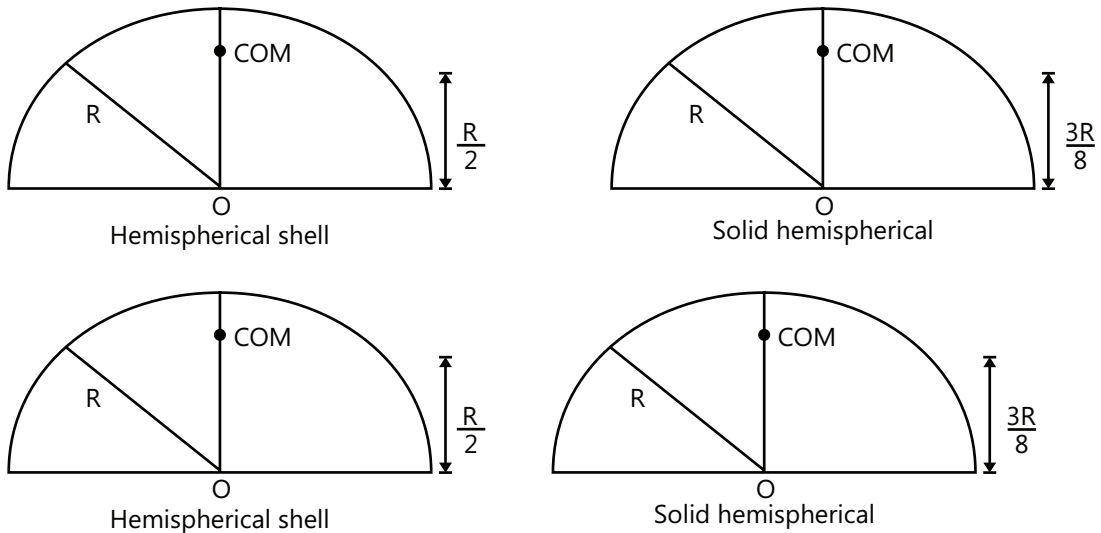 COM
R
R
2
O
Hemispherical shell
COM
R
3R
8
O
Solid hemispherical
COM
R
R
2
O
Hemispherical shell
COM
R
3R
8
O
Solid hemispherical